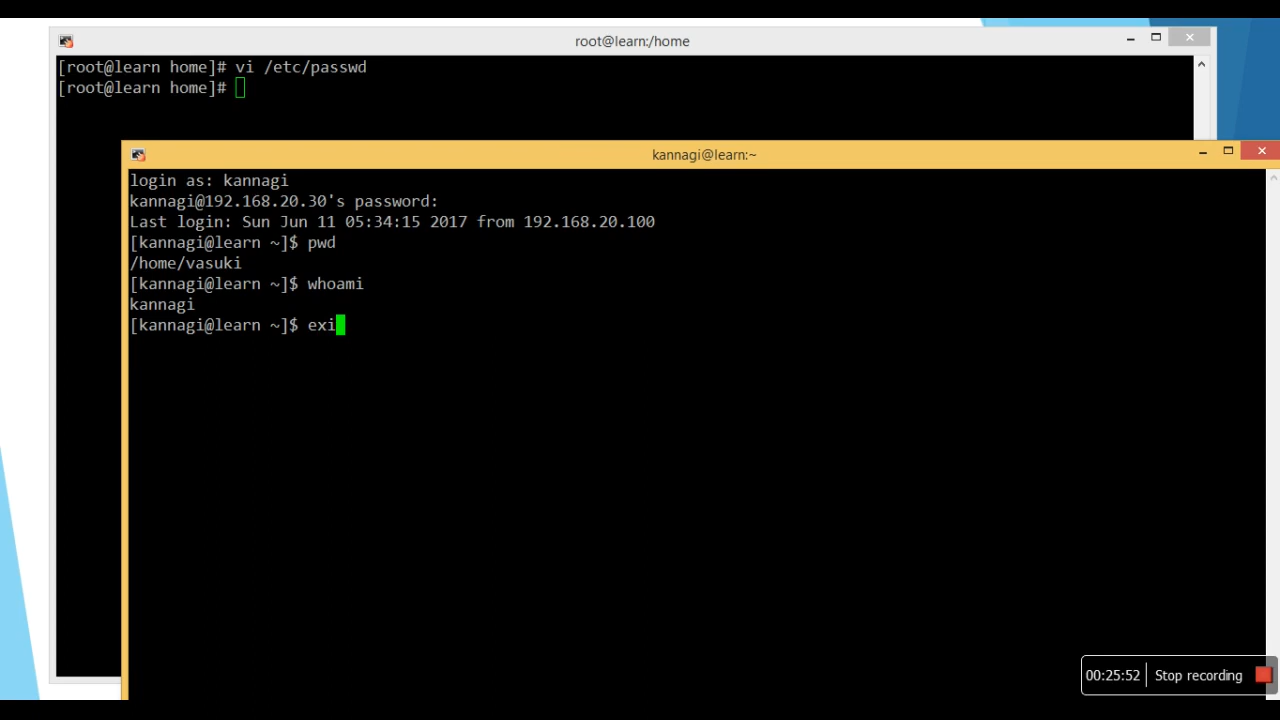 root@learn:/home
[root@learn home]# vi /etc/passwd
[root@learn home]#
kannagi@learn:~
login as: kannagi
kannagi@192.168.20.30's password:
Last login: Sun Jun 11 05:34:15 2017 from 192.168.20.100
[kannagi@learn ~]$ pwd
/home/vasuki
[kannagi@learn ~]$ whoami
kannagi
[kannagi@learn ~]$ exi
00:25:52 Stop recording